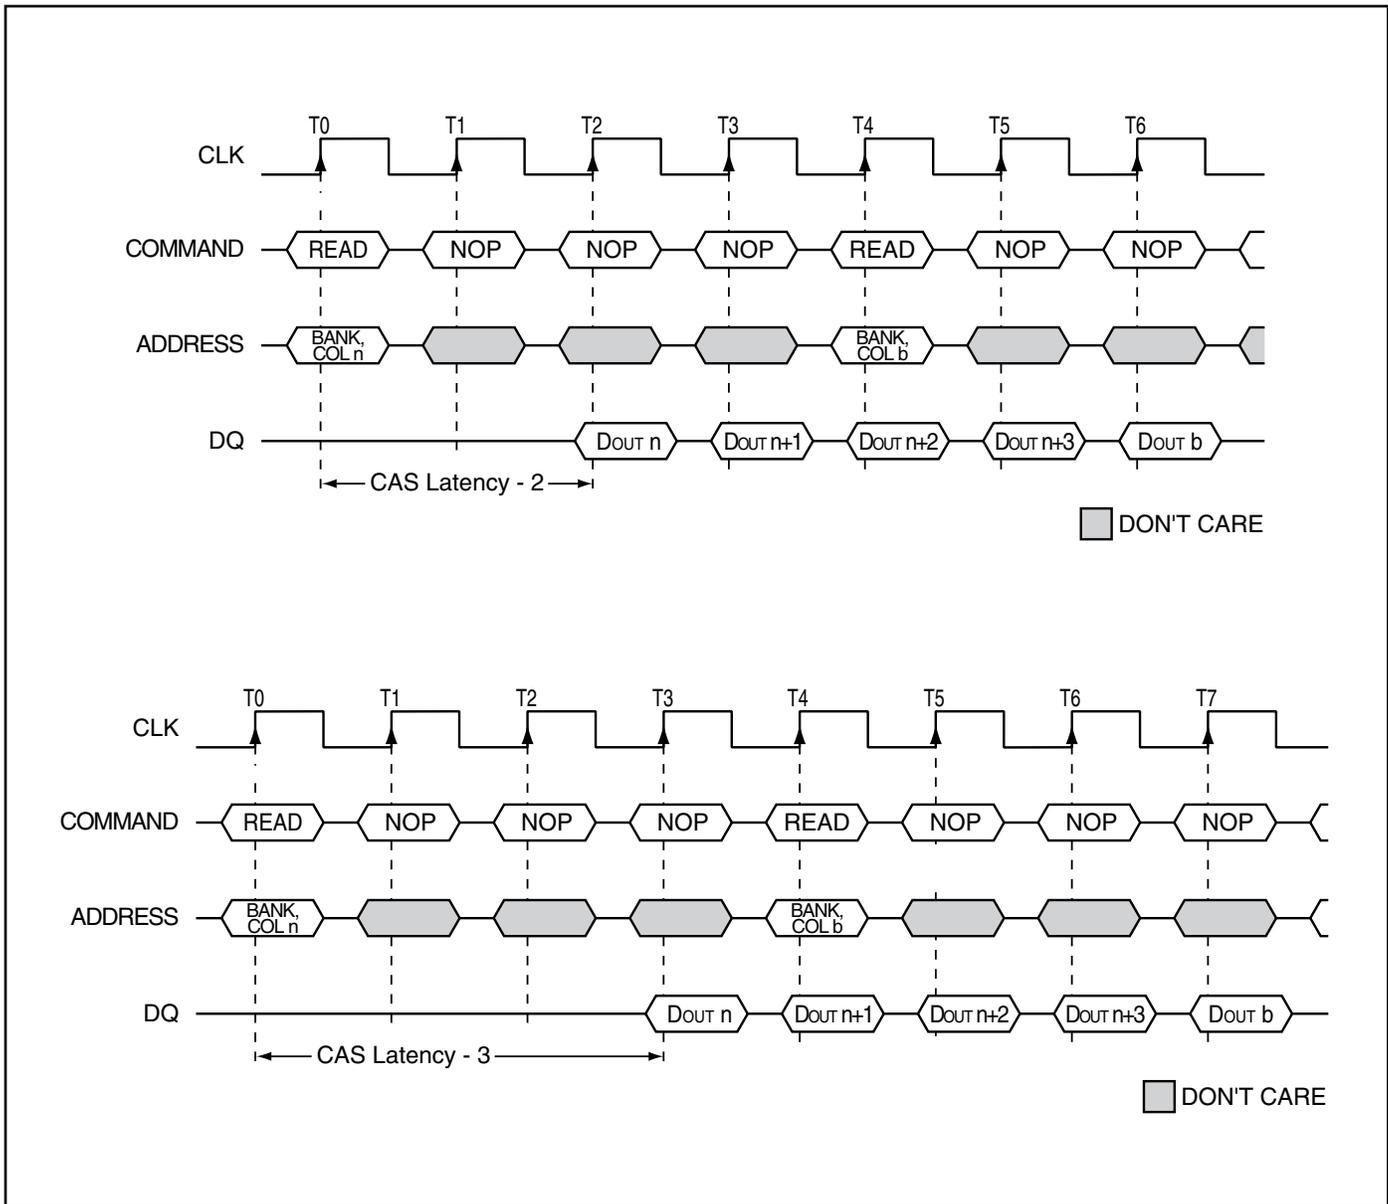 T0 T1 T2 T3 T4 T5 T6
CLK
COMMAND READ NOP NOP NOP READ NOP NOP
ADDRESS BANK, COL n BANK, COL b
DQ DOUT n DOUT n+1 DOUT n+2 DOUT n+3 DOUT b
CAS Latency - 2
DON'T CARE
T0 T1 T2 T3 T4 T5 T6 T7
CLK
COMMAND READ NOP NOP NOP READ NOP NOP NOP
ADDRESS BANK, COL n BANK, COL b
DQ DOUT n DOUT n+1 DOUT n+2 DOUT n+3 DOUT b
CAS Latency - 3
DON'T CARE